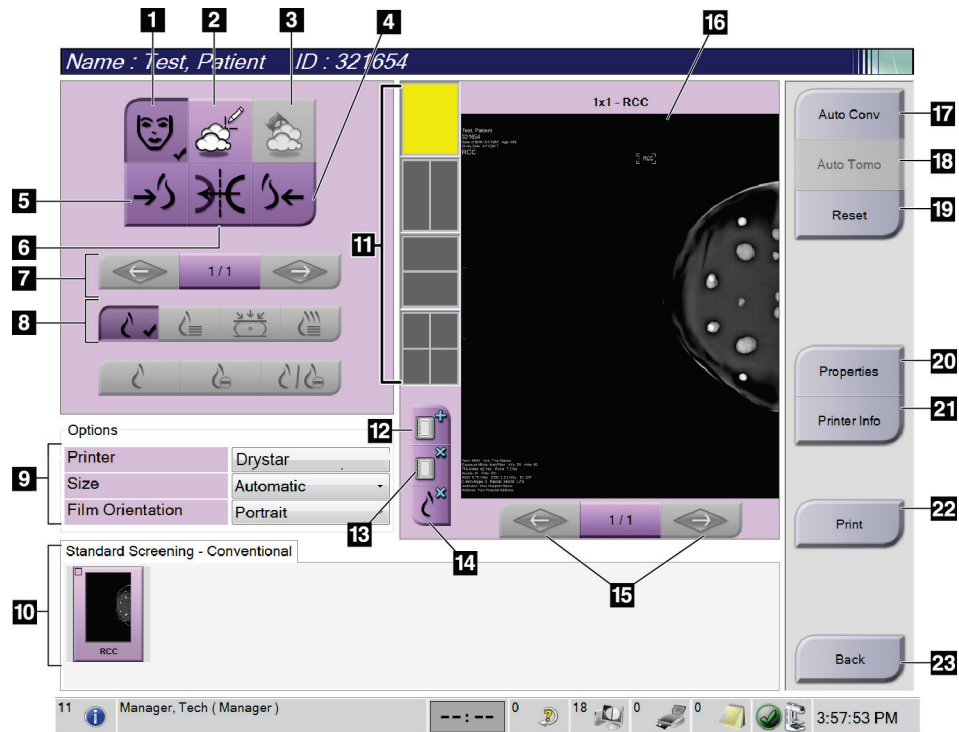 1 2 3 4 16
Name : Test, Patient ID : 321654
1x1 - RCC
Test, Patient
321654
RCC
RCC
Auto Conv 17
Auto Tomo 18
Reset 19
5
6
11
7 1 / 1
8
Properties 20
Printer Info 21
12
13
14
Options
9
Printer Drystar
Size Automatic
Film Orientation Portrait
1 / 1
15
Print 22
10
Standard Screening - Conventional
RCC
Back 23
11 Manager, Tech ( Manager ) --:-- 0 18 0 0 3:57:53 PM